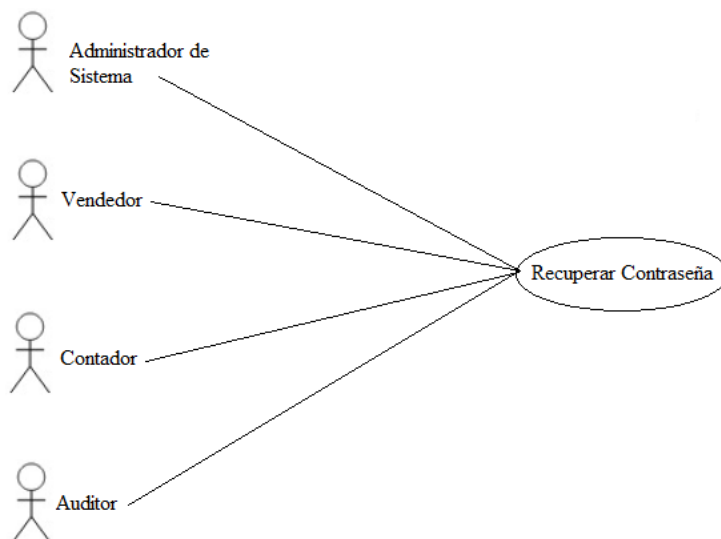 Administrador de
Sistema
Vendedor
Recuperar Contraseña
Contador
Auditor